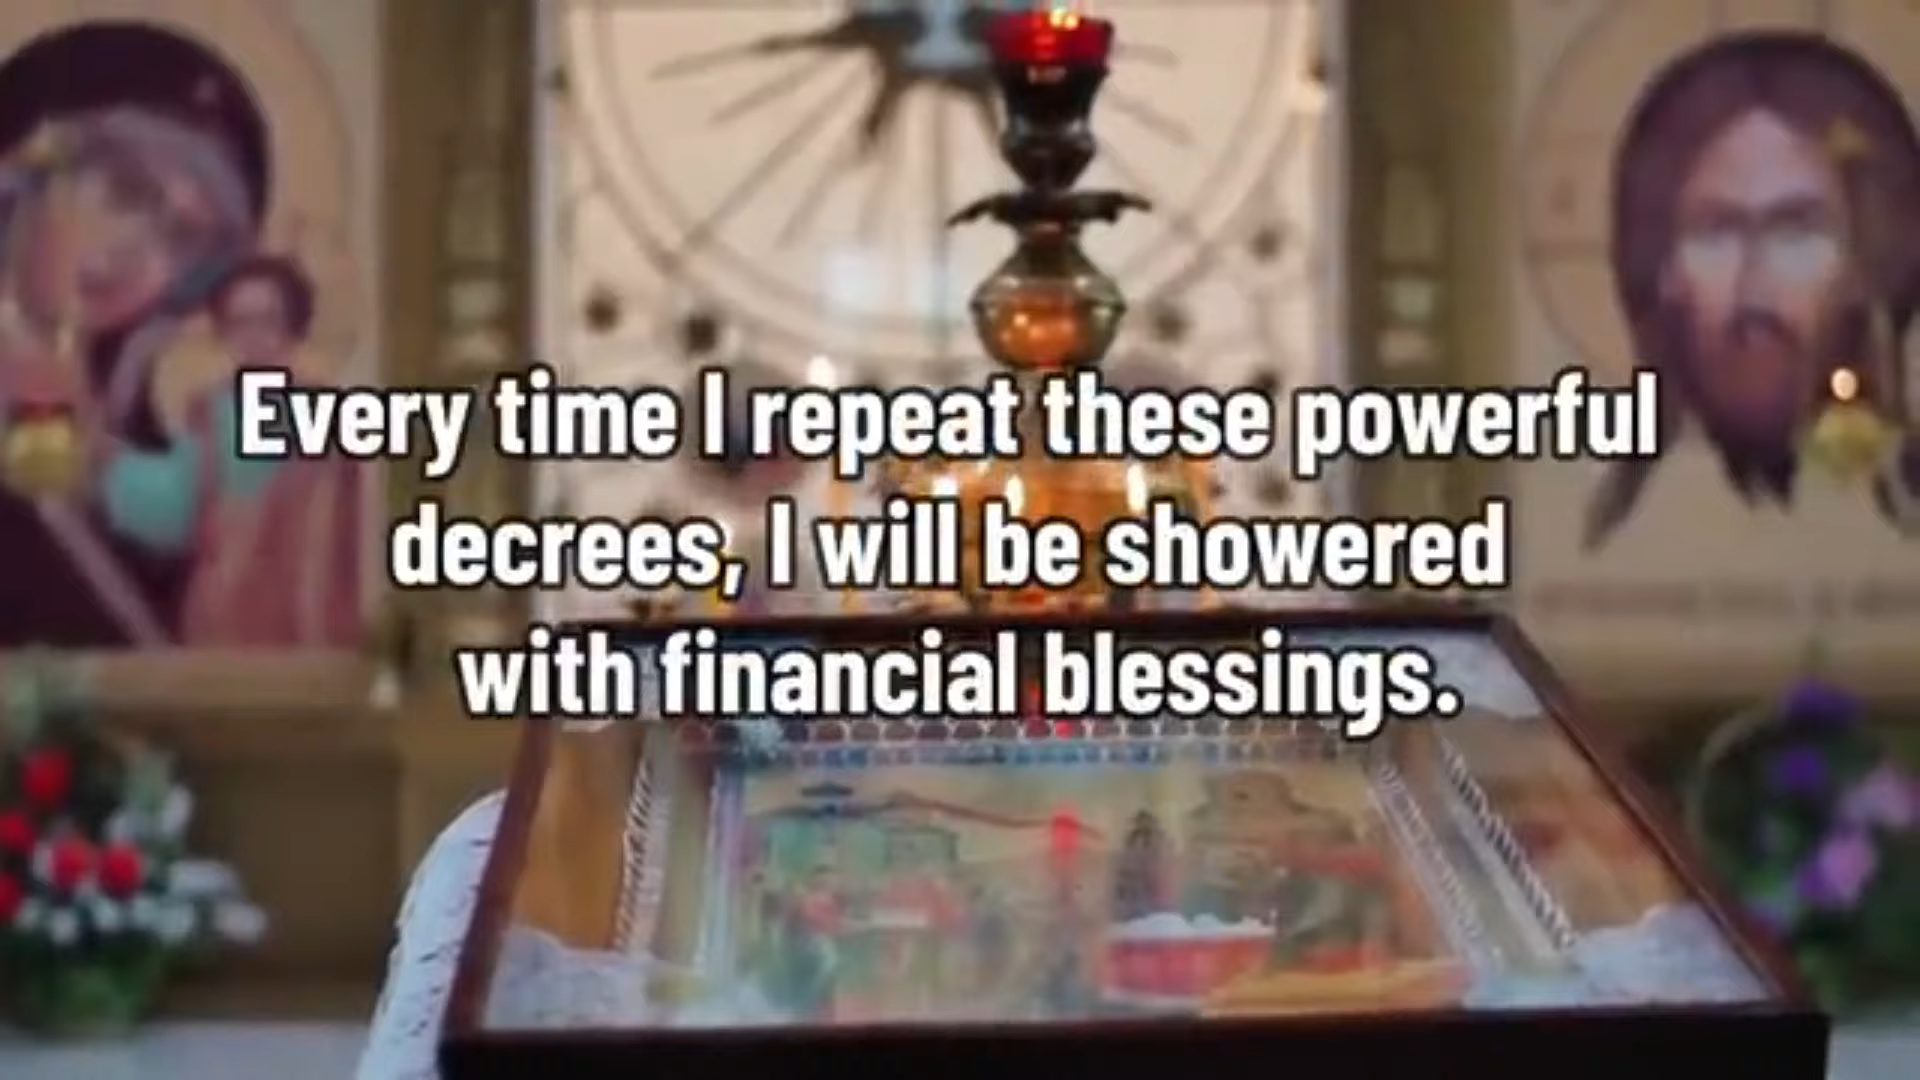 Every time I repeat these powerful
decrees, I will be showered
with financial blessings.